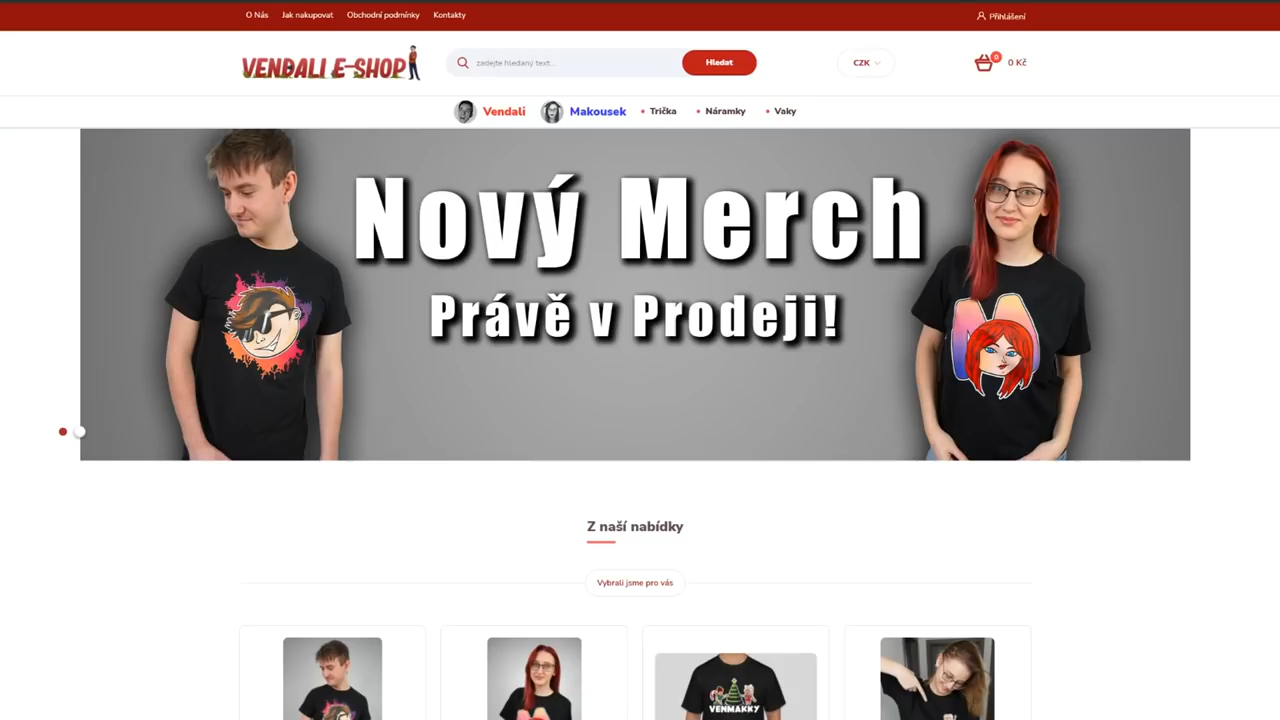 O Nás
Jak nakupovat
Obchodní podmínky
Kontakty
Přihlášení
VENDALI E-SHOP
zadejte hledaný text...
Hledat
CZK
0
0 Kč
Vendali
Makousek
Trička
Náramky
Vaky
Nový Merch
Právě v Prodeji!
Z naší nabídky
Vybrali jsme pro vás
VENMAKKY